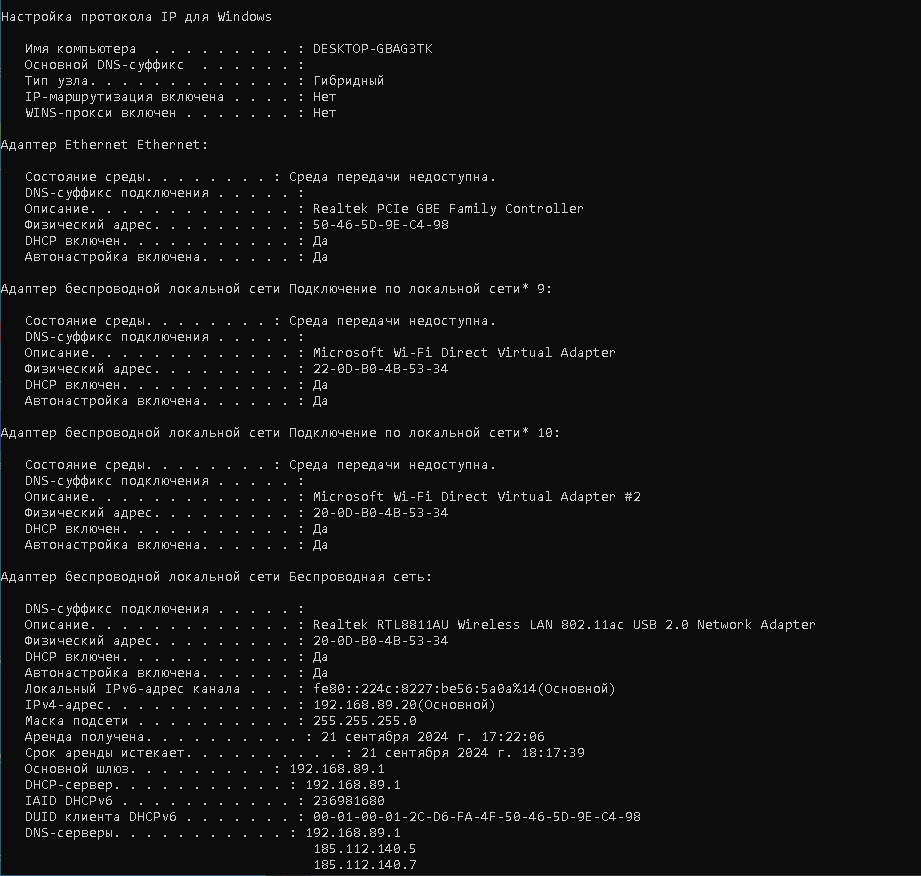 Настройка протокола IP для Windows
Имя компьютера . . . . . . . . . : DESKTOP-GBAG3TK
Основной DNS-суффикс . . . . . . :
Тип узла. . . . . . . . . . . . . : Гибридный
IP-маршрутизация включена . . . . : Нет
WINS-прокси включен . . . . . . . : Нет
Адаптер Ethernet Ethernet:
Состояние среды. . . . . . . . : Среда передачи недоступна.
DNS-суффикс подключения . . . . . :
Описание. . . . . . . . . . . . . : Realtek PCIe GBE Family Controller
Физический адрес. . . . . . . . . : 50-46-5D-9E-C4-98
DHCP включен. . . . . . . . . . . : Да
Автонастройка включена. . . . . . : Да
Адаптер беспроводной локальной сети Подключение по локальной сети* 9:
Состояние среды. . . . . . . . : Среда передачи недоступна.
DNS-суффикс подключения . . . . . :
Описание. . . . . . . . . . . . . : Microsoft Wi-Fi Direct Virtual Adapter
Физический адрес. . . . . . . . . : 22-0D-B0-4B-53-34
DHCP включен. . . . . . . . . . . : Да
Автонастройка включена. . . . . . : Да
Адаптер беспроводной локальной сети Подключение по локальной сети* 10:
Состояние среды. . . . . . . . : Среда передачи недоступна.
DNS-суффикс подключения . . . . . :
Описание. . . . . . . . . . . . . : Microsoft Wi-Fi Direct Virtual Adapter #2
Физический адрес. . . . . . . . . : 20-0D-B0-4B-53-34
DHCP включен. . . . . . . . . . . : Да
Автонастройка включена. . . . . . : Да
Адаптер беспроводной локальной сети Беспроводная сеть:
DNS-суффикс подключения . . . . . :
Описание. . . . . . . . . . . . . : Realtek RTL8811AU Wireless LAN 802.11ac USB 2.0 Network Adapter
Физический адрес. . . . . . . . . : 20-0D-B0-4B-53-34
DHCP включен. . . . . . . . . . . : Да
Автонастройка включена. . . . . . : Да
Локальный IPv6-адрес канала . . . : fe80::224c:8227:be56:5a0a%14(Основной)
IPv4-адрес. . . . . . . . . . . . : 192.168.89.20(Основной)
Маска подсети . . . . . . . . . . : 255.255.255.0
Аренда получена. . . . . . . . . . : 21 сентября 2024 г. 17:22:06
Срок аренды истекает. . . . . . . . . . : 21 сентября 2024 г. 18:17:39
Основной шлюз. . . . . . . . . : 192.168.89.1
DHCP-сервер. . . . . . . . . . . : 192.168.89.1
IAID DHCPv6 . . . . . . . . . . . : 236981680
DUID клиента DHCPv6 . . . . . . . : 00-01-00-01-2C-D6-FA-4F-50-46-5D-9E-C4-98
DNS-серверы. . . . . . . . . . . : 192.168.89.1
185.112.140.5
185.112.140.7